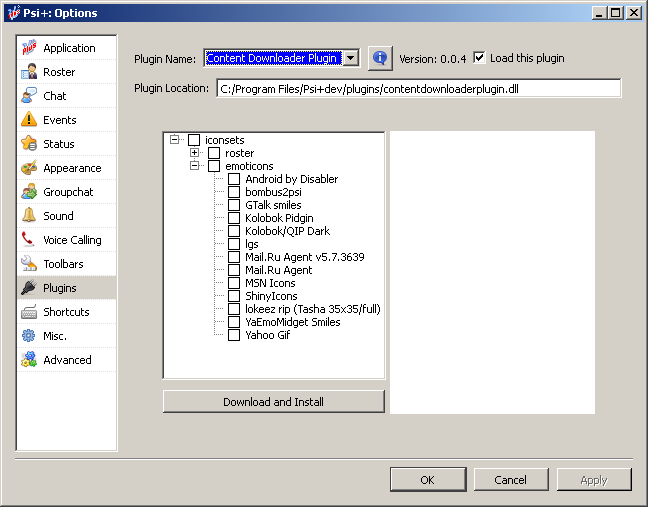 Psi+: Options
Application
Roster
Chat
Events
Status
Appearance
Groupchat
Sound
Voice Calling
Toolbars
Plugins
Shortcuts
Misc.
Advanced
Plugin Name: Content Downloader Plugin Version: 0.0.4 Load this plugin
Plugin Location: C:/Program Files/Psi+dev/plugins/contentdownloaderplugin.dll
iconsets
roster
emoticons
Android by Disabler
bombus2psi
GTalk smiles
Kolobok Pidgin
Kolobok/QIP Dark
lgs
Mail.Ru Agent v5.7.3639
Mail.Ru Agent
MSN Icons
ShinyIcons
lokeez rip (Tasha 35x35/full)
YaEmoMidget Smiles
Yahoo Gif
Download and Install
OK Cancel Apply